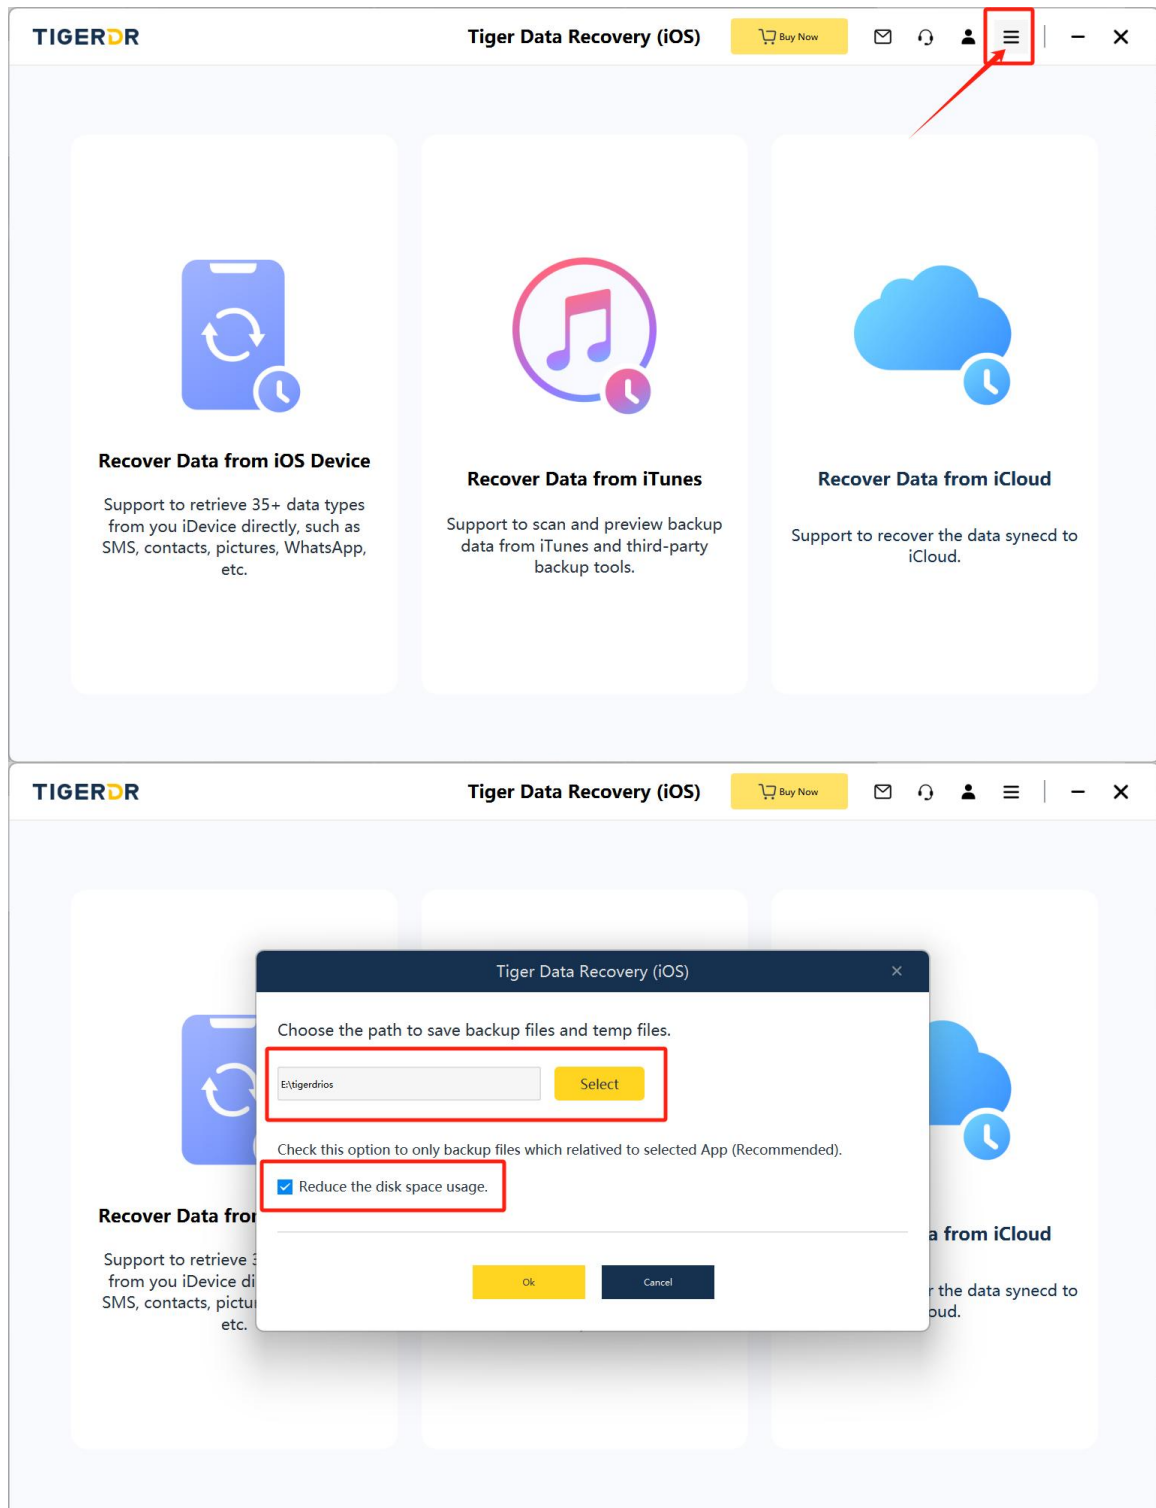 TIGERDR
Tiger Data Recovery (iOS)
Buy Now
Recover Data from iOS Device
Support to retrieve 35+ data types
from you iDevice directly, such as
SMS, contacts, pictures, WhatsApp,
etc.
Recover Data from iTunes
Support to scan and preview backup
data from iTunes and third-party
backup tools.
Recover Data from iCloud
Support to recover the data synecd to
iCloud.
TIGERDR
Tiger Data Recovery (iOS)
Buy Now
Tiger Data Recovery (iOS)
Choose the path to save backup files and temp files.
E:\tigerdrios
Select
Check this option to only backup files which relatived to selected App (Recommended).
Reduce the disk space usage.
Ok
Cancel
Recover Data fro
Support to retrieve
from you iDevice di
SMS, contacts, pictu
etc.
a from iCloud
the data synecd to
oud.